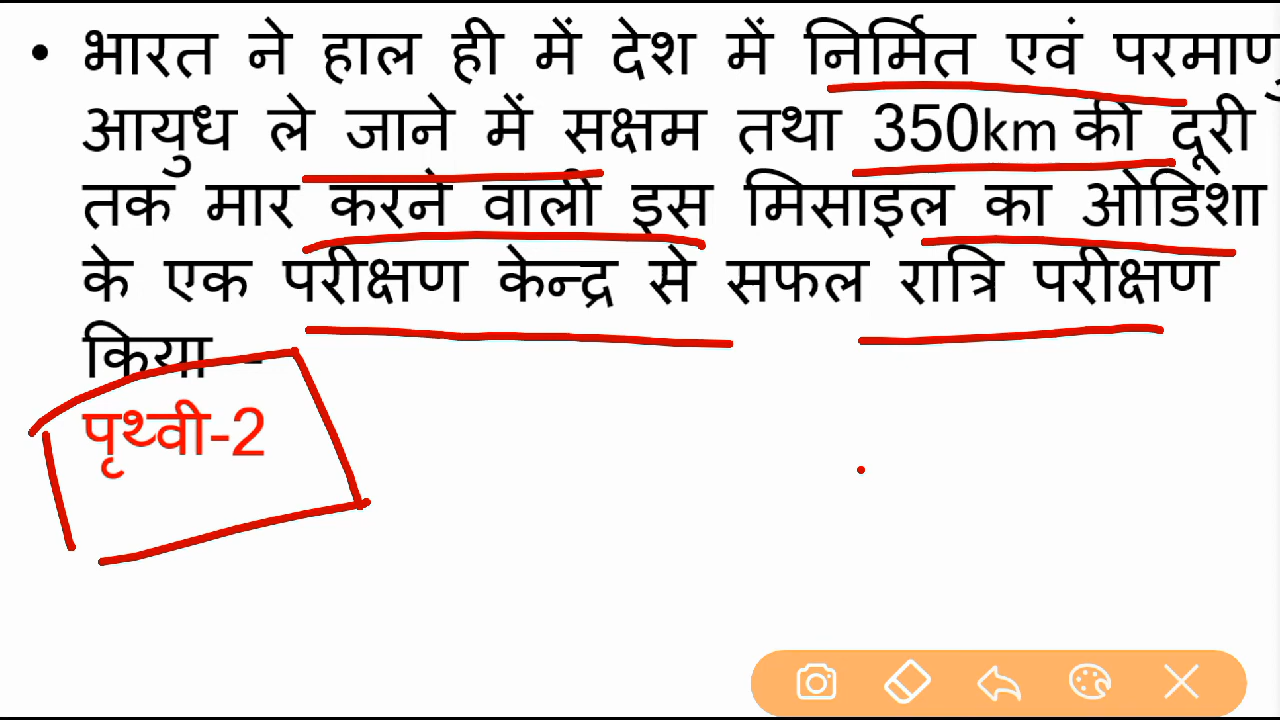 • भारत ने हाल ही में देश में निर्मित एवं परमाणु
आयुध ले जाने में सक्षम तथा 350km की दूरी
तक मार करने वाली इस मिसाइल का ओडिशा
के एक परीक्षण केन्द्र से सफल रात्रि परीक्षण
किया –
पृथ्वी-2